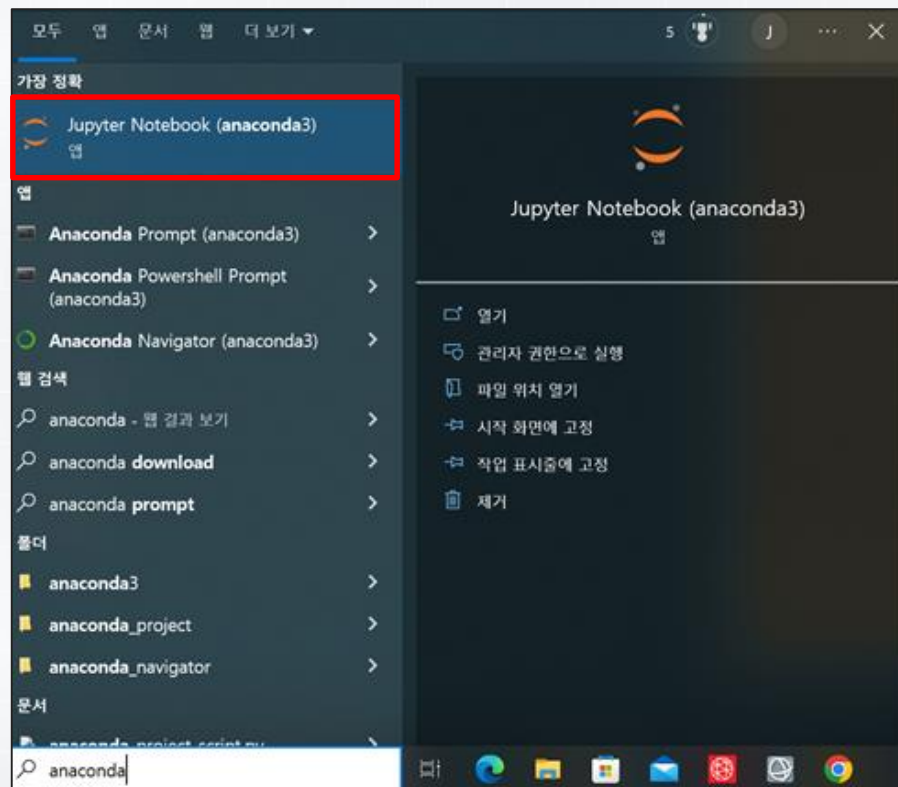 모두 앱 문서 웹 더 보기 5 J
가장 정확
Jupyter Notebook (anaconda3)
앱
앱
Anaconda Prompt (anaconda3)
Anaconda Powershell Prompt
(anaconda3)
Anaconda Navigator (anaconda3)
웹 검색
anaconda - 웹 결과 보기
anaconda download
anaconda prompt
폴더
anaconda3
anaconda_project
anaconda_navigator
문서
anaconda
Jupyter Notebook (anaconda3)
앱
열기
관리자 권한으로 실행
파일 위치 열기
시작 화면에 고정
작업 표시줄에 고정
제거